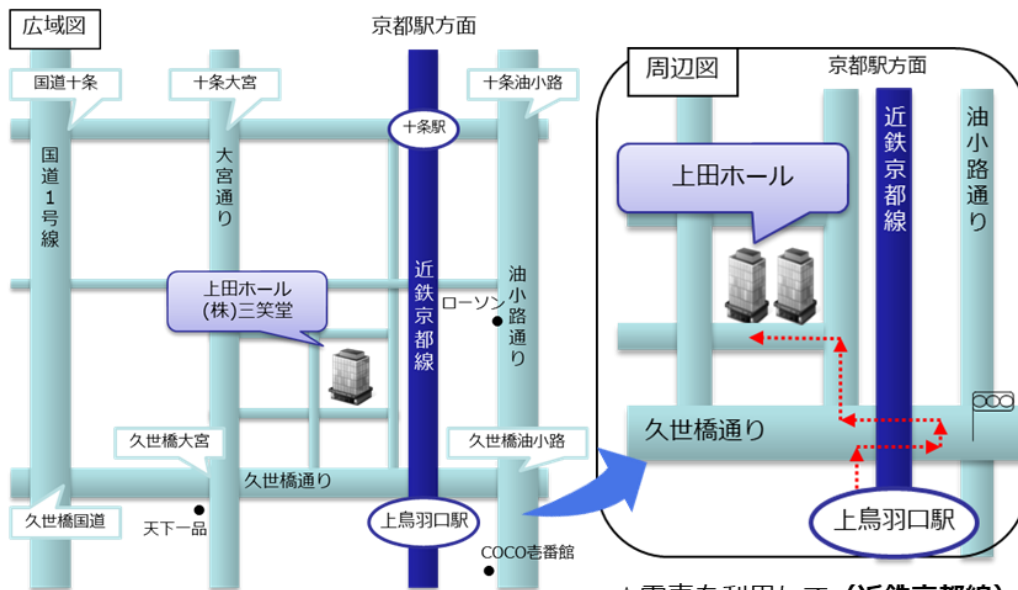 広域図
京都駅方面
国道十条
十条大宮
十条油小路
十条駅
国道1号線
大宮通り
近鉄京都線
油小路通り
上田ホール
(株)三笑堂
ローソン
久世橋大宮
久世橋油小路
久世橋通り
久世橋国道
天下一品
上鳥羽口駅
COCO壱番館
周辺図
京都駅方面
近鉄京都線
油小路通り
上田ホール
久世橋通り
上鳥羽口駅